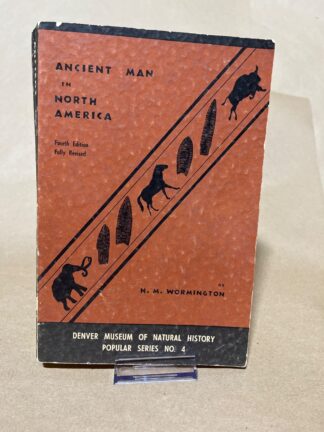 ANCIENT MAN
IN
NORTH
AMERICA
Fourth Edition
Fully Revised
BY
H. M. WORMINGTON
DENVER MUSEUM OF NATURAL HISTORY
POPULAR SERIES NO. 4